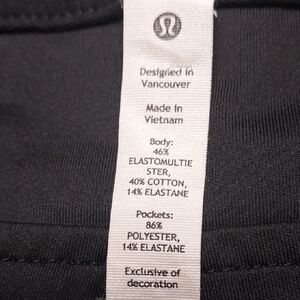 Designed in
Vancouver
Made in
Vietnam
Body:
46%
ELASTOMULTIE
STER,
40% COTTON,
14% ELASTANE
Pockets:
86%
POLYESTER,
14% ELASTANE
Exclusive of
decoration